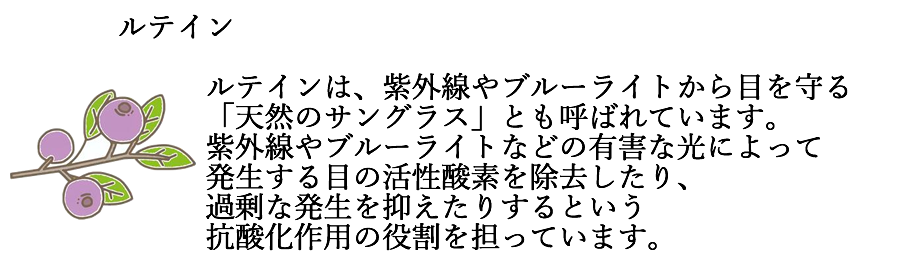 ルテイン
ルテインは、紫外線やブルーライトから目を守る
「天然のサングラス」とも呼ばれています。
紫外線やブルーライトなどの有害な光によって
発生する目の活性酸素を除去したり、
過剰な発生を抑えたりするという
抗酸化作用の役割を担っています。